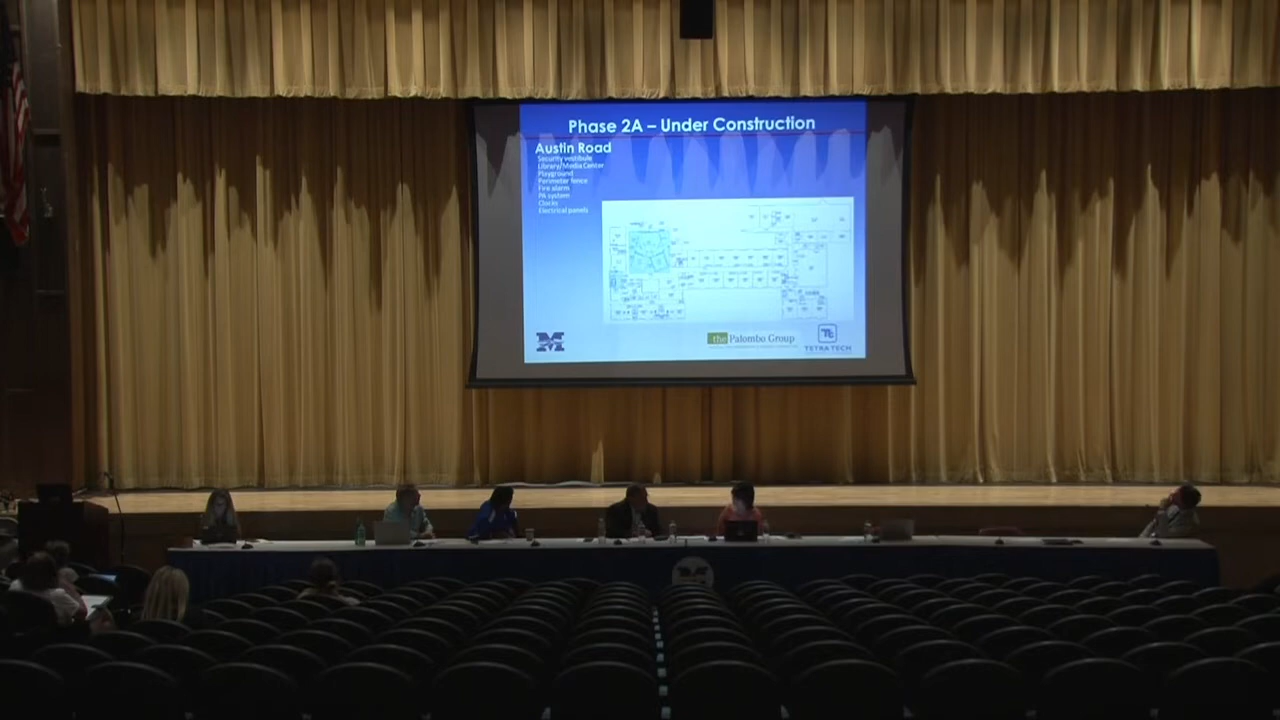 Phase 2A – Under Construction
Austin Road
Security vestibule
Library/Media Center
Playground
Perimeter fence
Fire alarm
PA system
Clocks
Electrical panels
M
the Palombo Group
TETRA TECH